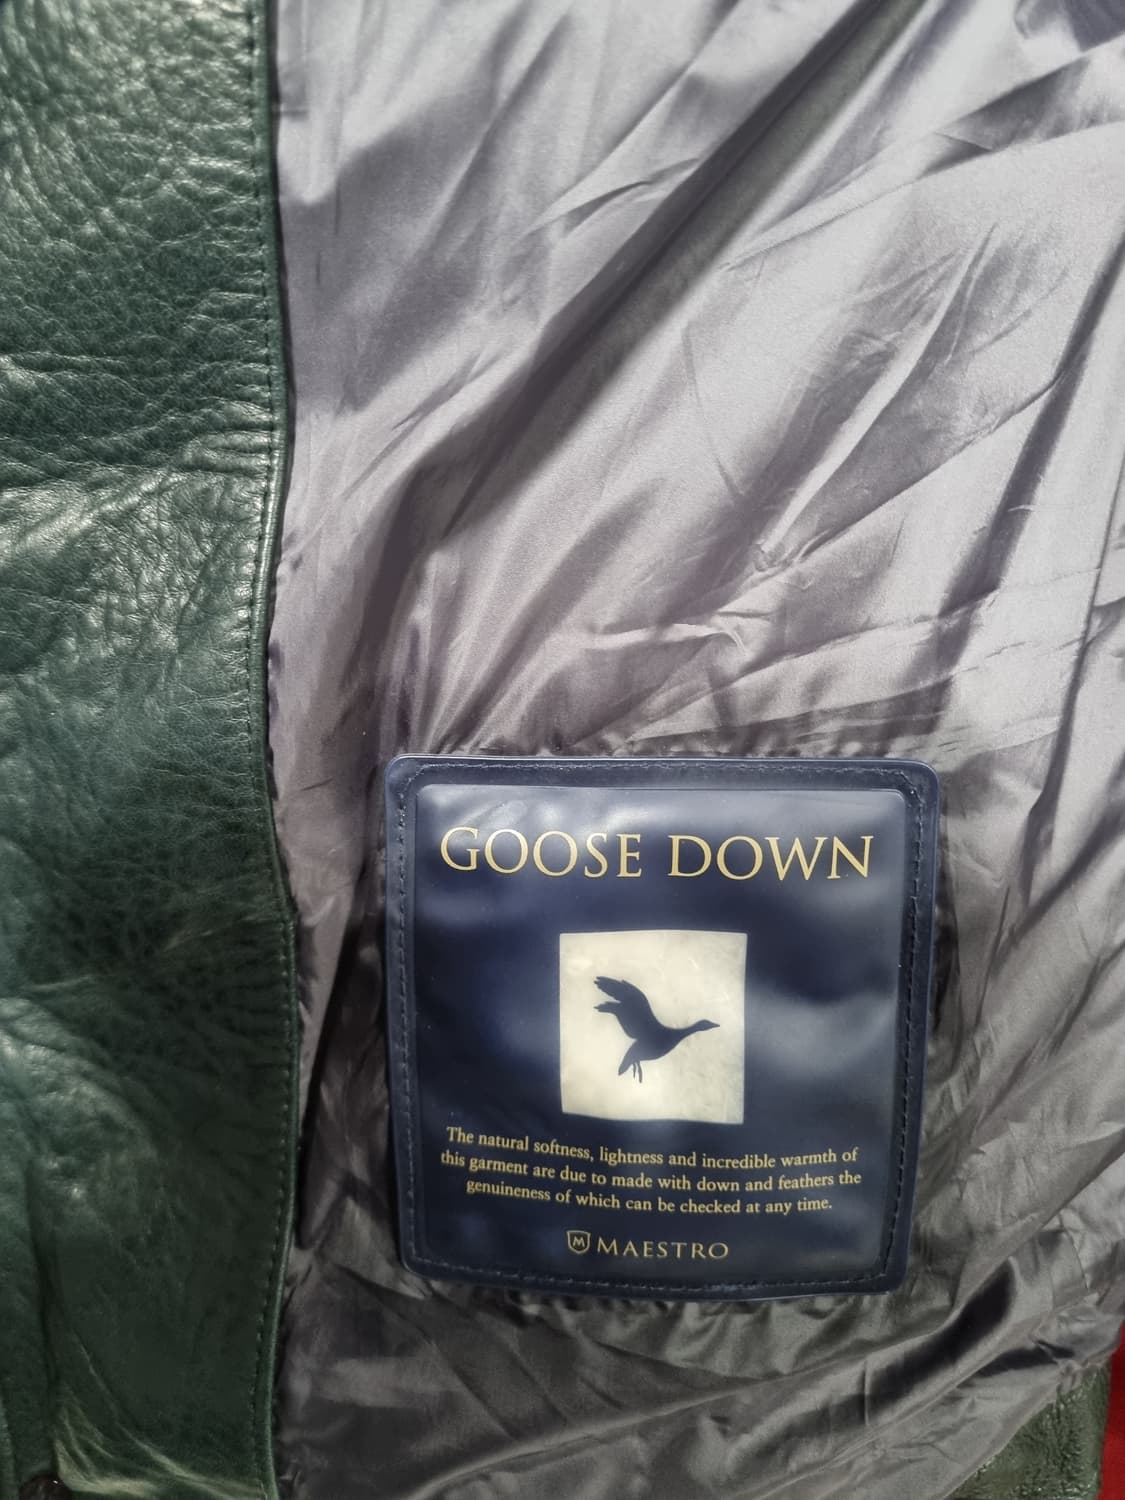 GOOSE DOWN
The natural softness, lightness and incredible warmth of
this garment are due to made with down and feathers the
genuineness of which can be checked at any time.
M MAESTRO